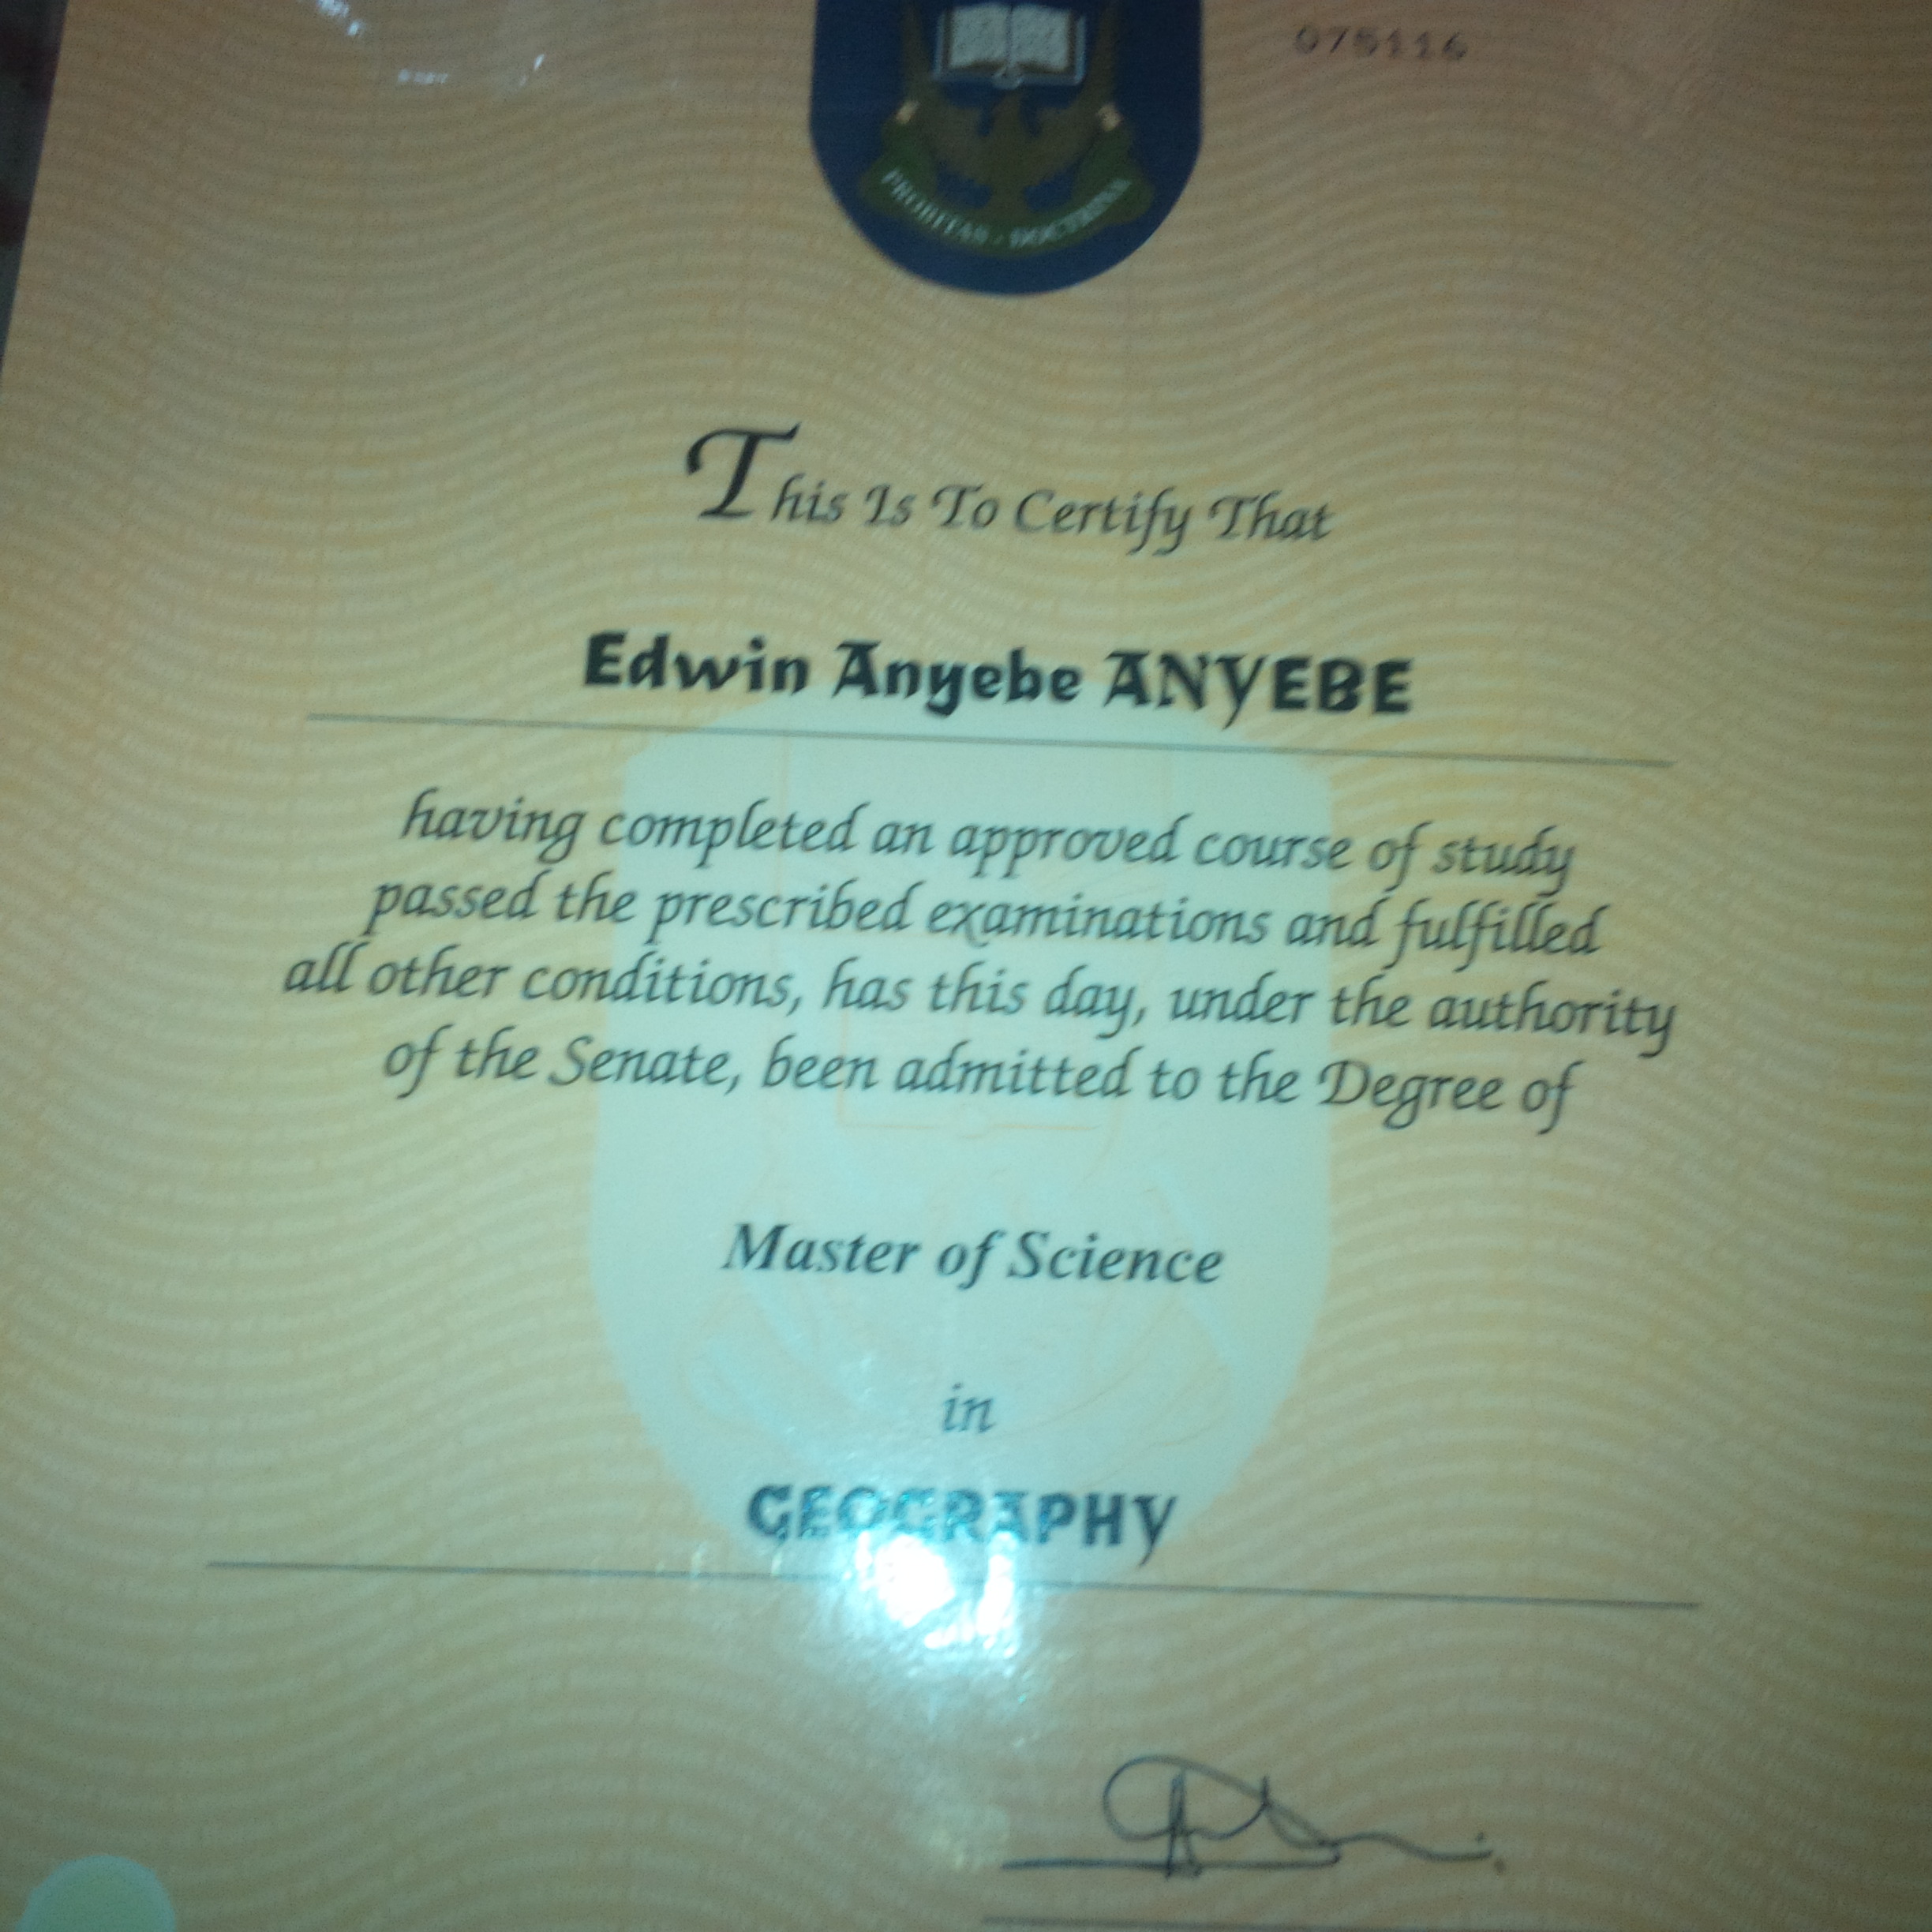 075116
PROBITAS - DOCTRINA
This Is To Certify That
Edwin Anyebe ANYEBE
having completed an approved course of study
passed the prescribed examinations and fulfilled
all other conditions, has this day, under the authority
of the Senate, been admitted to the Degree of
Master of Science
in
GEOGRAPHY